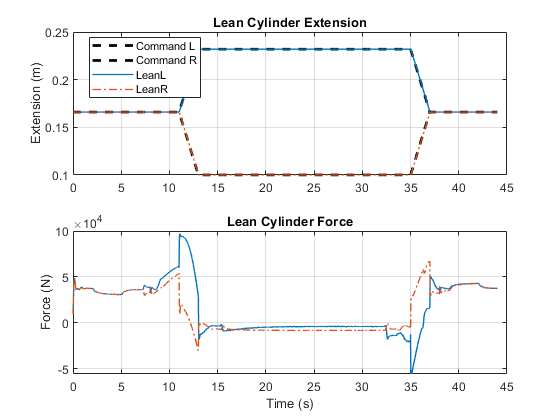 Lean Cylinder Extension
0.25
0.2
0.15
0.1
Extension (m)
Command L
Command R
LeanL
LeanR
0 5 10 15 20 25 30 35 40 45
Lean Cylinder Force
×10⁴
10
5
0
-5
Force (N)
0 5 10 15 20 25 30 35 40 45
Time (s)